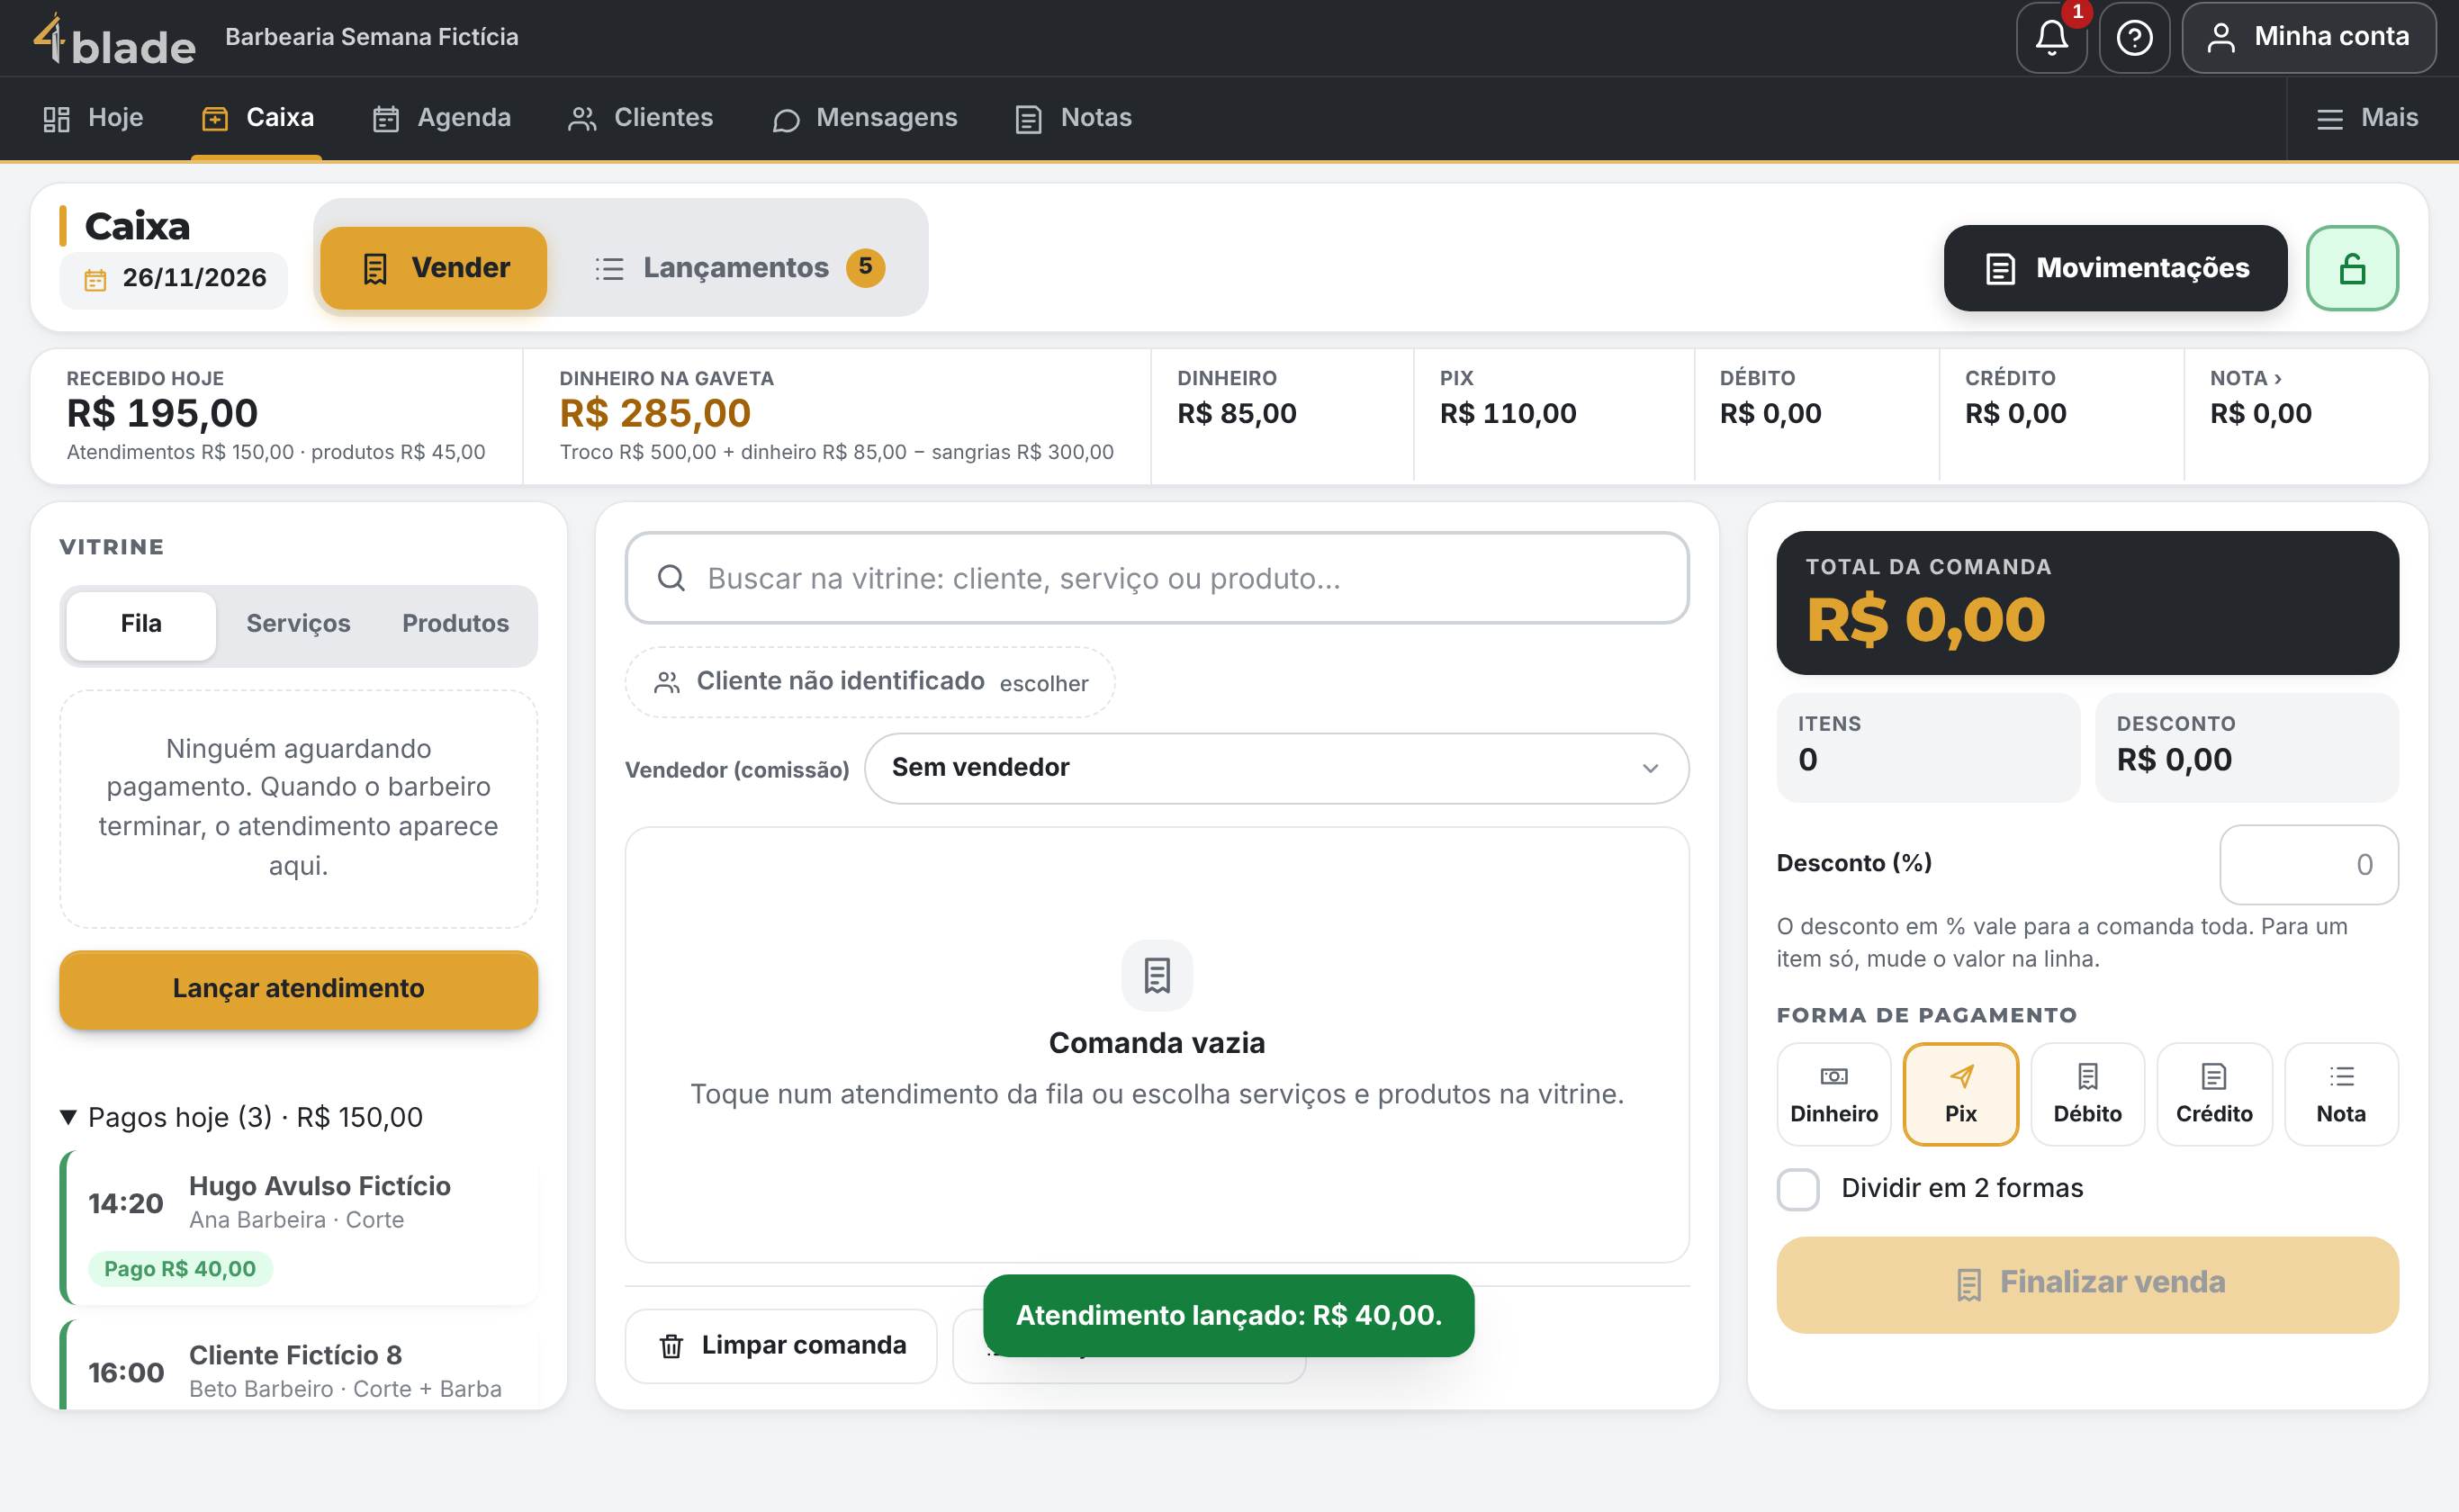 4blade
Barbearia Semana Fictícia
1
Minha conta
Hoje
Caixa
Agenda
Clientes
Mensagens
Notas
Mais
Caixa
26/11/2026
Vender
Lançamentos 5
Movimentações
RECEBIDO HOJE
R$ 195,00
Atendimentos R$ 150,00 · produtos R$ 45,00
DINHEIRO NA GAVETA
R$ 285,00
Troco R$ 500,00 + dinheiro R$ 85,00 − sangrias R$ 300,00
DINHEIRO
R$ 85,00
PIX
R$ 110,00
DÉBITO
R$ 0,00
CRÉDITO
R$ 0,00
NOTA ›
R$ 0,00
VITRINE
Fila
Serviços
Produtos
Ninguém aguardando
pagamento. Quando o barbeiro
terminar, o atendimento aparece
aqui.
Lançar atendimento
▼ Pagos hoje (3) · R$ 150,00
14:20
Hugo Avulso Fictício
Ana Barbeira · Corte
Pago R$ 40,00
16:00
Cliente Fictício 8
Beto Barbeiro · Corte + Barba
Buscar na vitrine: cliente, serviço ou produto...
Cliente não identificado escolher
Vendedor (comissão)
Sem vendedor
Comanda vazia
Toque num atendimento da fila ou escolha serviços e produtos na vitrine.
Limpar comanda
Atendimento lançado: R$ 40,00.
TOTAL DA COMANDA
R$ 0,00
ITENS
0
DESCONTO
R$ 0,00
Desconto (%)
0
O desconto em % vale para a comanda toda. Para um
item só, mude o valor na linha.
FORMA DE PAGAMENTO
Dinheiro
Pix
Débito
Crédito
Nota
Dividir em 2 formas
Finalizar venda